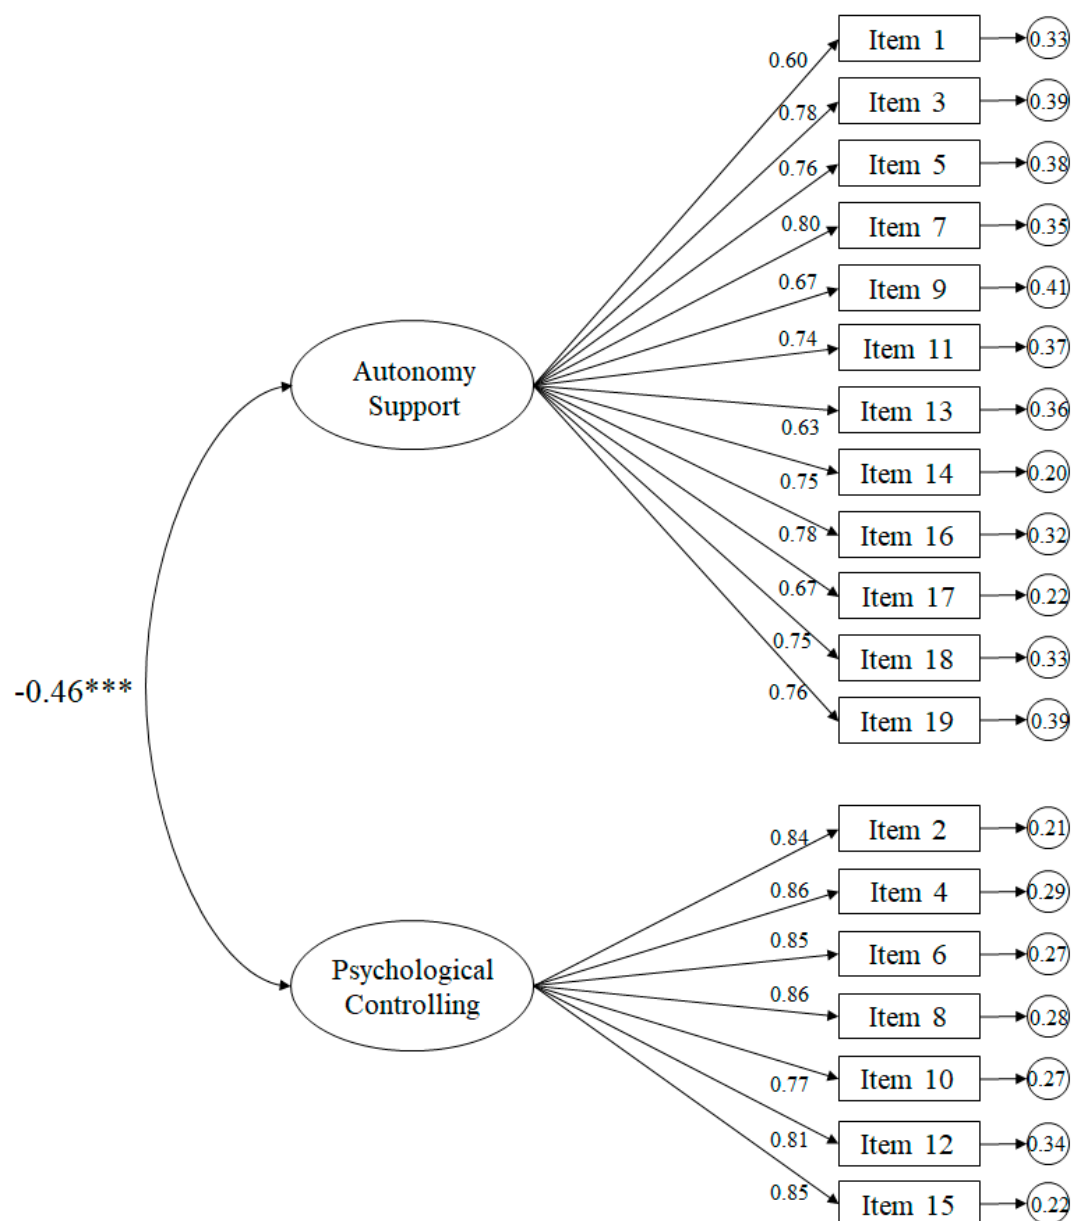 0.60
Item 1
0.33
0.78
Item 3
0.39
0.76
Item 5
0.38
0.80
Item 7
0.35
0.67
Item 9
0.41
0.74
Item 11
0.37
Autonomy
Support
0.63
Item 13
0.36
0.75
Item 14
0.20
0.78
Item 16
0.32
0.67
Item 17
0.22
0.75
Item 18
0.33
0.76
Item 19
0.39
-0.46***
0.84
Item 2
0.21
0.86
Item 4
0.29
0.85
Item 6
0.27
Psychological
Controlling
0.86
Item 8
0.28
0.77
Item 10
0.27
0.81
Item 12
0.34
0.85
Item 15
0.22